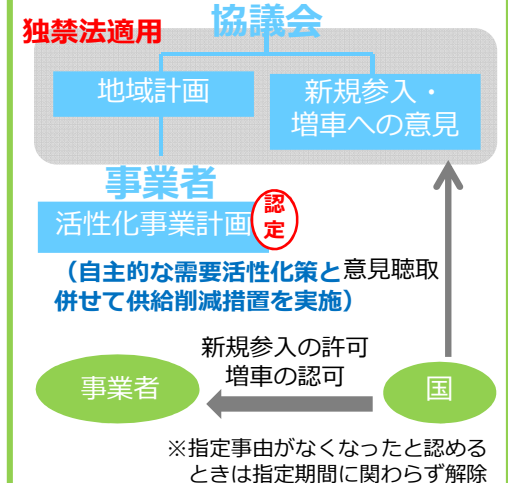 独禁法適用
協議会
地域計画
新規参入・
増車への意見
事業者
活性化事業計画
認
定
（自主的な需要活性化策と
併せて供給削減措置を実施）
意見聴取
新規参入の許可
増車の認可
事業者
国
※指定事由がなくなったと認める
ときは指定期間に関わらず解除